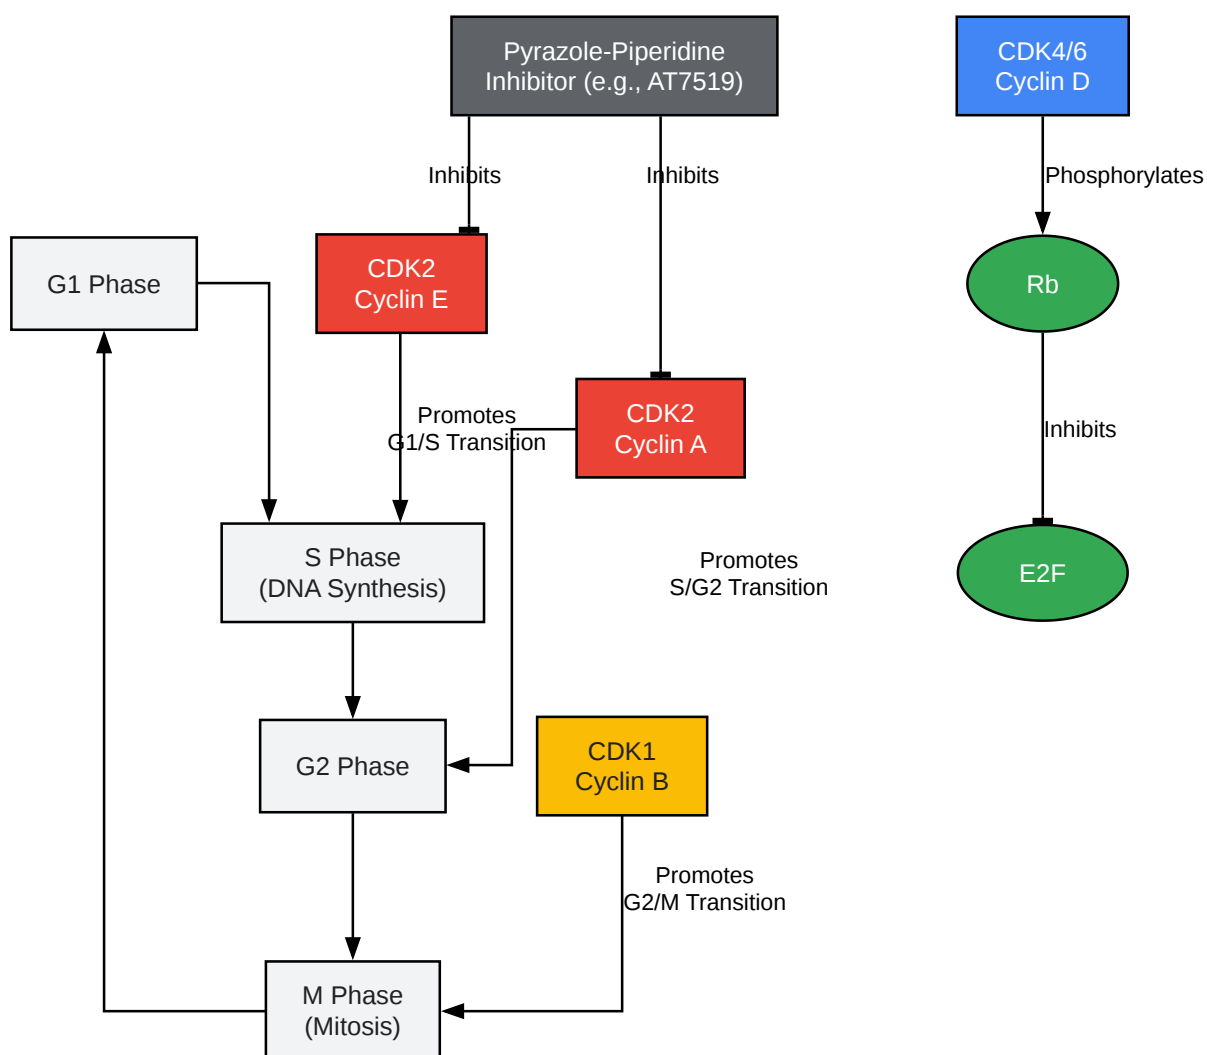 Pyrazole-Piperidine
Inhibitor (e.g., AT7519)
CDK4/6
Cyclin D
Inhibits
Inhibits
Phosphorylates
G1 Phase
CDK2
Cyclin E
Rb
CDK2
Cyclin A
Promotes
G1/S Transition
Inhibits
S Phase
(DNA Synthesis)
Promotes
S/G2 Transition
E2F
G2 Phase
CDK1
Cyclin B
Promotes
G2/M Transition
M Phase
(Mitosis)